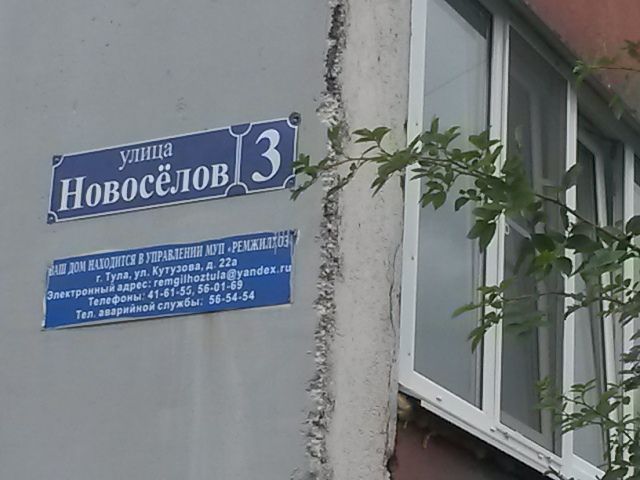 улица
Новосёлов 3
ВАШ ДОМ НАХОДИТСЯ В УПРАВЛЕНИИ МУП «РЕМЖИЛХОЗ»
г. Тула, ул. Кутузова, д. 22а
Электронный адрес: remgilhoztula@yandex.ru
Телефоны: 41-61-55, 56-01-69
Тел. аварийной службы: 56-54-54